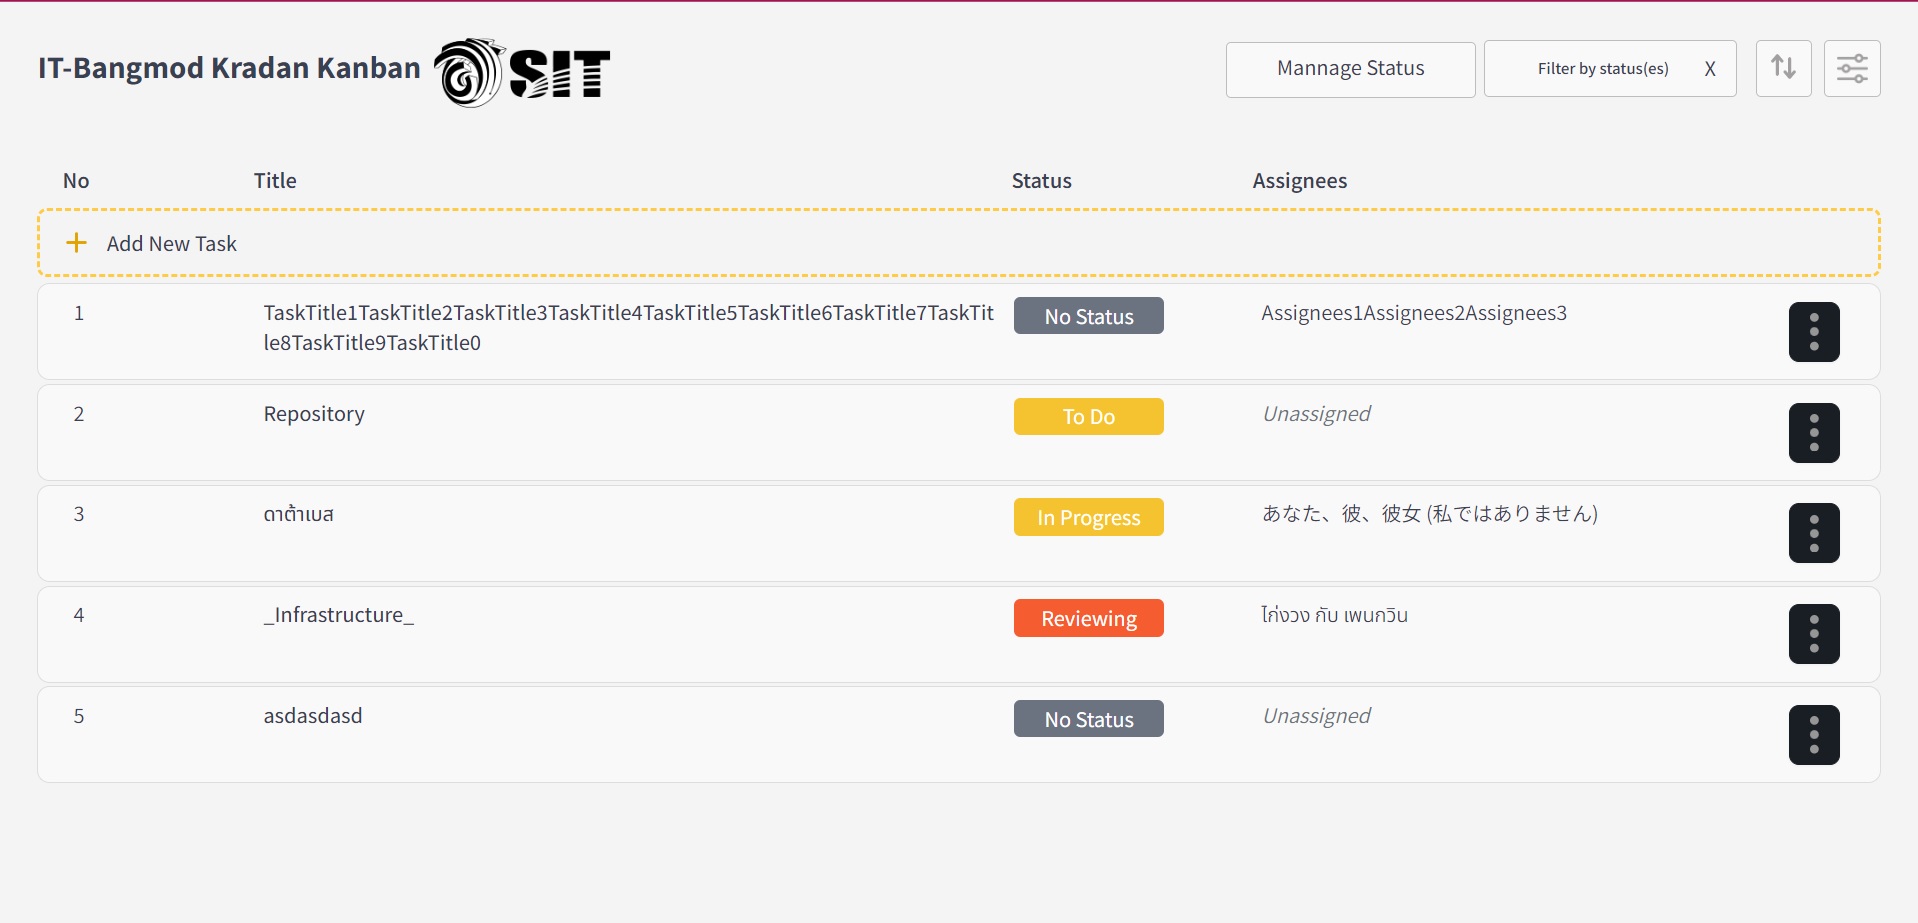 IT-Bangmod Kradan Kanban SIT
Mannage Status
Filter by status(es) X
No Title Status Assignees
+ Add New Task
1 TaskTitle1TaskTitle2TaskTitle3TaskTitle4TaskTitle5TaskTitle6TaskTitle7TaskTit No Status Assignees1Assignees2Assignees3
le8TaskTitle9TaskTitle0
2 Repository To Do Unassigned
3 ดาต้าเบส In Progress あなた、彼、彼女 (私ではありません)
4 _Infrastructure_ Reviewing ไก่งวง กับ เพนกวิน
5 asdasdasd No Status Unassigned